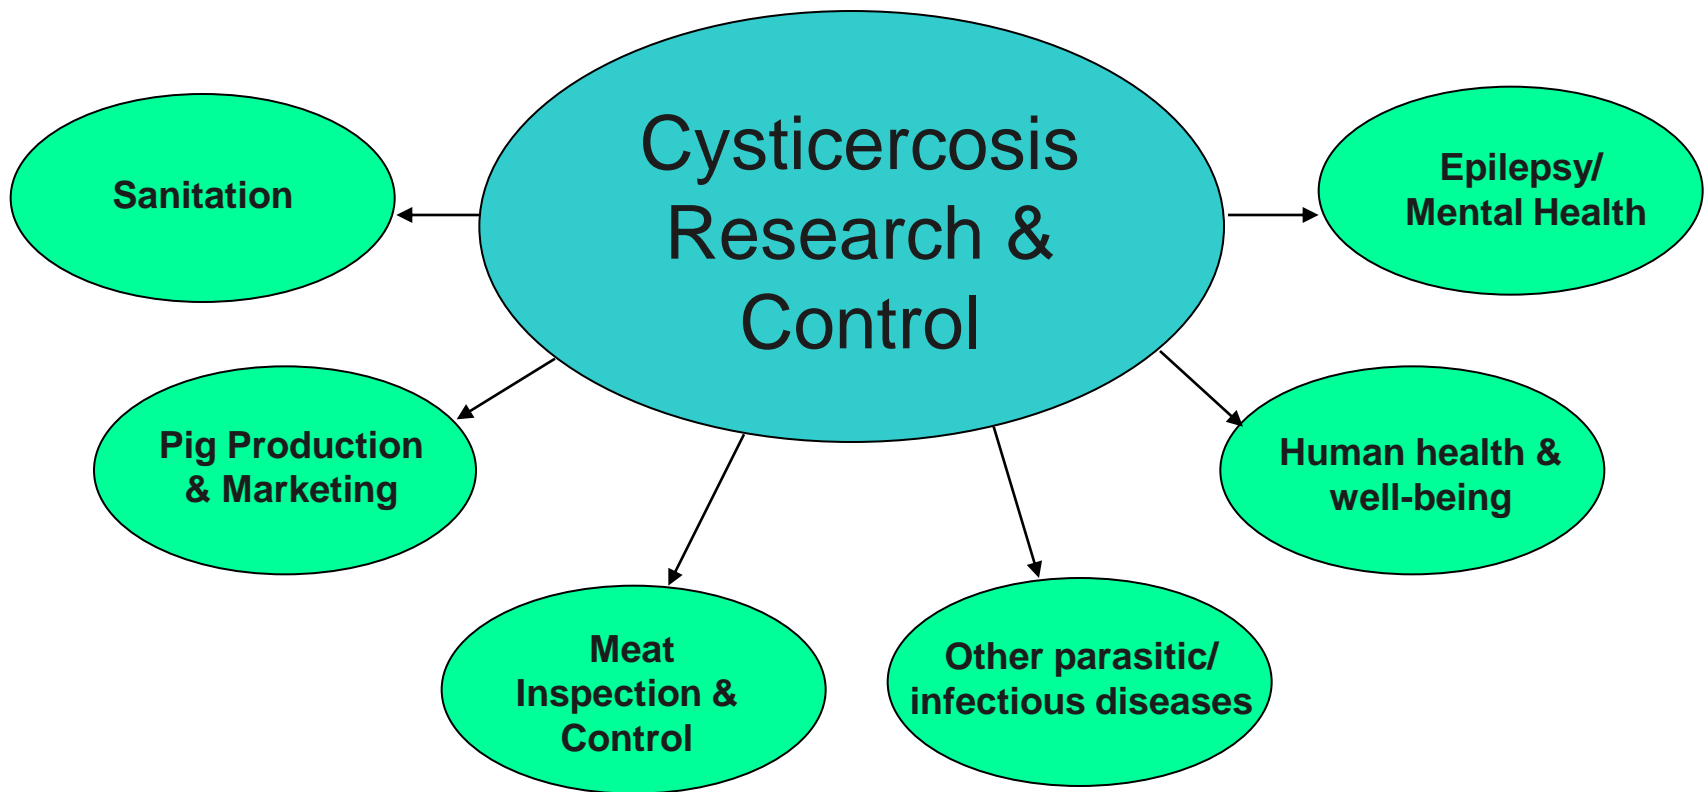 Cysticercosis
Research &
Control
Sanitation
Epilepsy/
Mental Health
Pig Production
& Marketing
Human health &
well-being
Meat
Inspection &
Control
Other parasitic/
infectious diseases